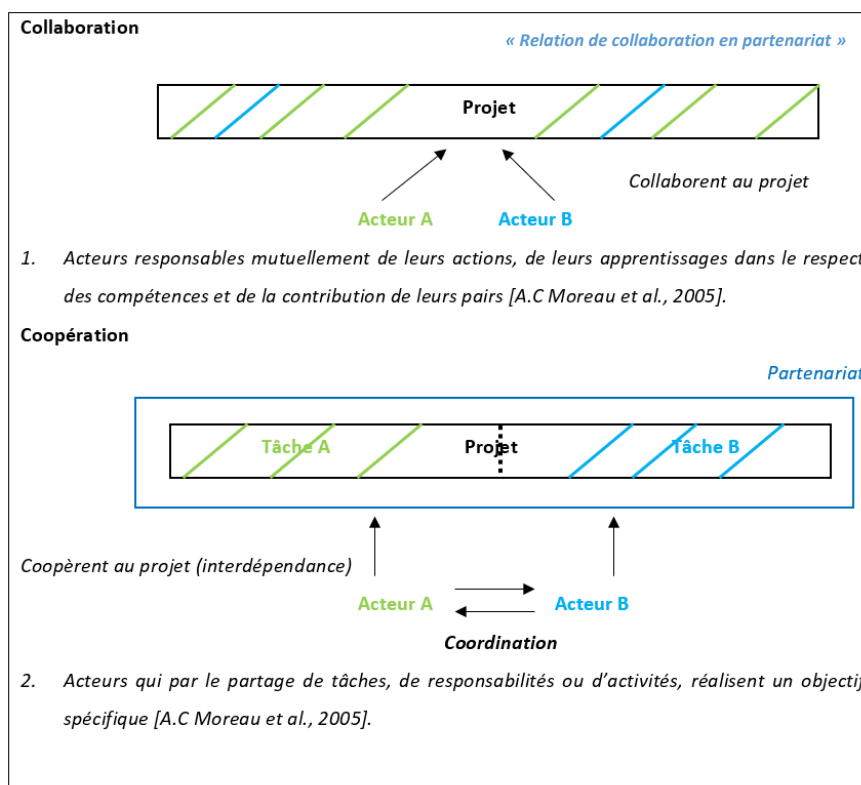 Collaboration
« Relation de collaboration en partenariat »
Projet
Collaborent au projet
Acteur A
Acteur B
1. Acteurs responsables mutuellement de leurs actions, de leurs apprentissages dans le respect
des compétences et de la contribution de leurs pairs [A.C Moreau et al., 2005].
Coopération
Partenariat
Tâche A
Projet
Tâche B
Coopèrent au projet (interdépendance)
Acteur A
Acteur B
Coordination
2. Acteurs qui par le partage de tâches, de responsabilités ou d’activités, réalisent un objectif
spécifique [A.C Moreau et al., 2005].